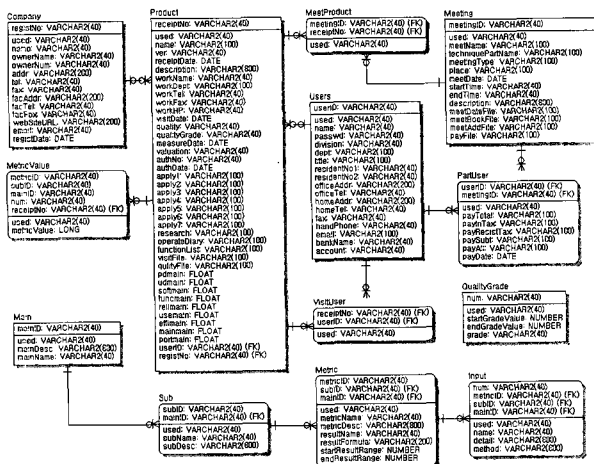 Company
registNo: VARCHAR2(40)
used: VARCHAR2(40)
name: VARCHAR2(40)
ownerName: VARCHAR2(40)
ownerNum: VARCHAR2(40)
addr: VARCHAR2(200)
tel: VARCHAR2(40)
fax: VARCHAR2(40)
facAddr: VARCHAR2(200)
facTel: VARCHAR2(40)
facFax: VARCHAR2(40)
webSiteURL: VARCHAR2(200)
email: VARCHAR2(40)
registDate: VARCHAR2(40)
MetricValue
metricID: VARCHAR2(40)
subID: VARCHAR2(40)
mainID: VARCHAR2(40)
num: VARCHAR2(40)
receiptNo: VARCHAR2(40) (FK)
used: VARCHAR2(40)
metricValue: LONG
Main
mainID: VARCHAR2(40)
used: VARCHAR2(40)
mainDesc: VARCHAR2(600)
mainName: VARCHAR2(40)
Product
receiptNo: VARCHAR2(40)
used: VARCHAR2(40)
name: VARCHAR2(100)
ver: VARCHAR2(40)
receiptDate: DATE
description: VARCHAR2(800)
workName: VARCHAR2(40)
workDept: VARCHAR2(100)
workTel: VARCHAR2(40)
workFax: VARCHAR2(40)
workHP: VARCHAR2(40)
visitDate: DATE
quality: VARCHAR2(40)
qualityGrade: VARCHAR2(40)
measureDate: DATE
valuation: VARCHAR2(40)
authNo: VARCHAR2(40)
authDate: DATE
apply1: VARCHAR2(100)
apply2: VARCHAR2(100)
apply3: VARCHAR2(100)
apply4: VARCHAR2(100)
apply5: VARCHAR2(100)
apply6: VARCHAR2(100)
apply7: VARCHAR2(100)
research: VARCHAR2(100)
operateDiary: VARCHAR2(100)
functionList: VARCHAR2(100)
visitFile: VARCHAR2(100)
qulityFile: VARCHAR2(100)
pdmain: FLOAT
udmain: FLOAT
softmain: FLOAT
funcmain: FLOAT
relimain: FLOAT
usemain: FLOAT
effimain: FLOAT
mainmain: FLOAT
portmain: FLOAT
userID: VARCHAR2(40) (FK)
registNo: VARCHAR2(40) (FK)
MeetProduct
meetingID: VARCHAR2(40) (FK)
receiptNo: VARCHAR2(40) (FK)
used: VARCHAR2(40)
Users
userID: VARCHAR2(40)
used: VARCHAR2(40)
name: VARCHAR2(40)
passwd: VARCHAR2(40)
division: VARCHAR2(40)
dept: VARCHAR2(100)
title: VARCHAR2(100)
residentNo1: VARCHAR2(40)
residentNo2: VARCHAR2(40)
officeAddr: VARCHAR2(200)
officeTel: VARCHAR2(40)
homeAddr: VARCHAR2(200)
homeTel: VARCHAR2(40)
fax: VARCHAR2(40)
handPhone: VARCHAR2(40)
email: VARCHAR2(100)
bankName: VARCHAR2(40)
account: VARCHAR2(40)
VisitUser
receiptNo: VARCHAR2(40) (FK)
userID: VARCHAR2(40) (FK)
used: VARCHAR2(40)
Meeting
meetingID: VARCHAR2(40)
used: VARCHAR2(40)
meetName: VARCHAR2(100)
techniquePartName: VARCHAR2(100)
meetingType: VARCHAR2(100)
place: VARCHAR2(100)
meetDate: DATE
startTime: VARCHAR2(40)
endTime: VARCHAR2(40)
description: VARCHAR2(800)
meetDateFile: VARCHAR2(100)
meetBookFile: VARCHAR2(100)
meetAddFile: VARCHAR2(100)
payFile: VARCHAR2(100)
PartUser
userID: VARCHAR2(40) (FK)
meetingID: VARCHAR2(40) (FK)
used: VARCHAR2(40)
payTotal: VARCHAR2(100)
payInTax: VARCHAR2(100)
payRecistTax: VARCHAR2(100)
paySubt: VARCHAR2(100)
payAll: VARCHAR2(100)
payDate: DATE
QualityGrade
num: VARCHAR2(40)
used: VARCHAR2(40)
startGradeValue: NUMBER
endGradeValue: NUMBER
grade: VARCHAR2(40)
Sub
subID: VARCHAR2(40)
mainID: VARCHAR2(40) (FK)
used: VARCHAR2(40)
subName: VARCHAR2(40)
subDesc: VARCHAR2(600)
Metric
metricID: VARCHAR2(40)
subID: VARCHAR2(40) (FK)
mainID: VARCHAR2(40) (FK)
used: VARCHAR2(40)
metricName: VARCHAR2(40)
metricDesc: VARCHAR2(800)
resultName: VARCHAR2(40)
resultFormula: VARCHAR2(200)
startResultRange: NUMBER
endResultRange: NUMBER
Input
num: VARCHAR2(40)
metricID: VARCHAR2(40) (FK)
subID: VARCHAR2(40) (FK)
mainID: VARCHAR2(40) (FK)
used: VARCHAR2(40)
name: VARCHAR2(40)
detail: VARCHAR2(800)
method: VARCHAR2(800)